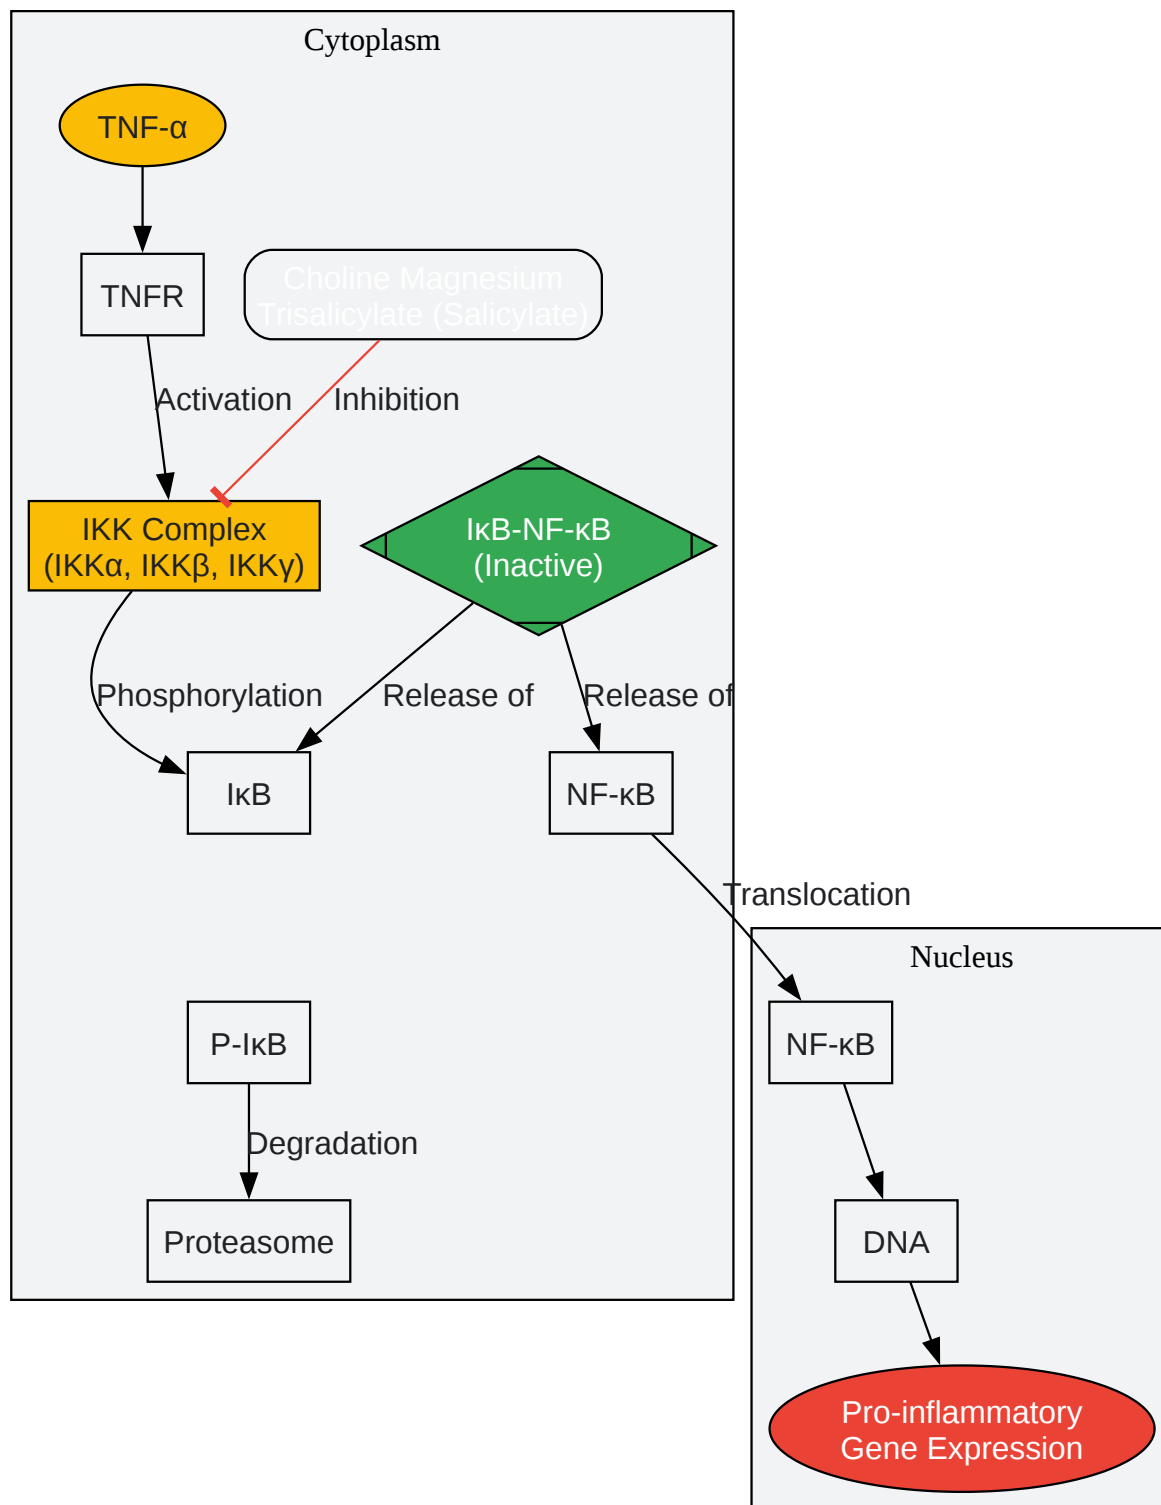 Cytoplasm
TNF-α
TNFR
Choline Magnesium
Trisalicylate (Salicylate)
Activation
Inhibition
IKK Complex
(IKKα, IKKβ, IKKγ)
IκB-NF-κB
(Inactive)
Phosphorylation
Release of
Release of
IκB
NF-κB
Translocation
Nucleus
P-IκB
NF-κB
Degradation
Proteasome
DNA
Pro-inflammatory
Gene Expression